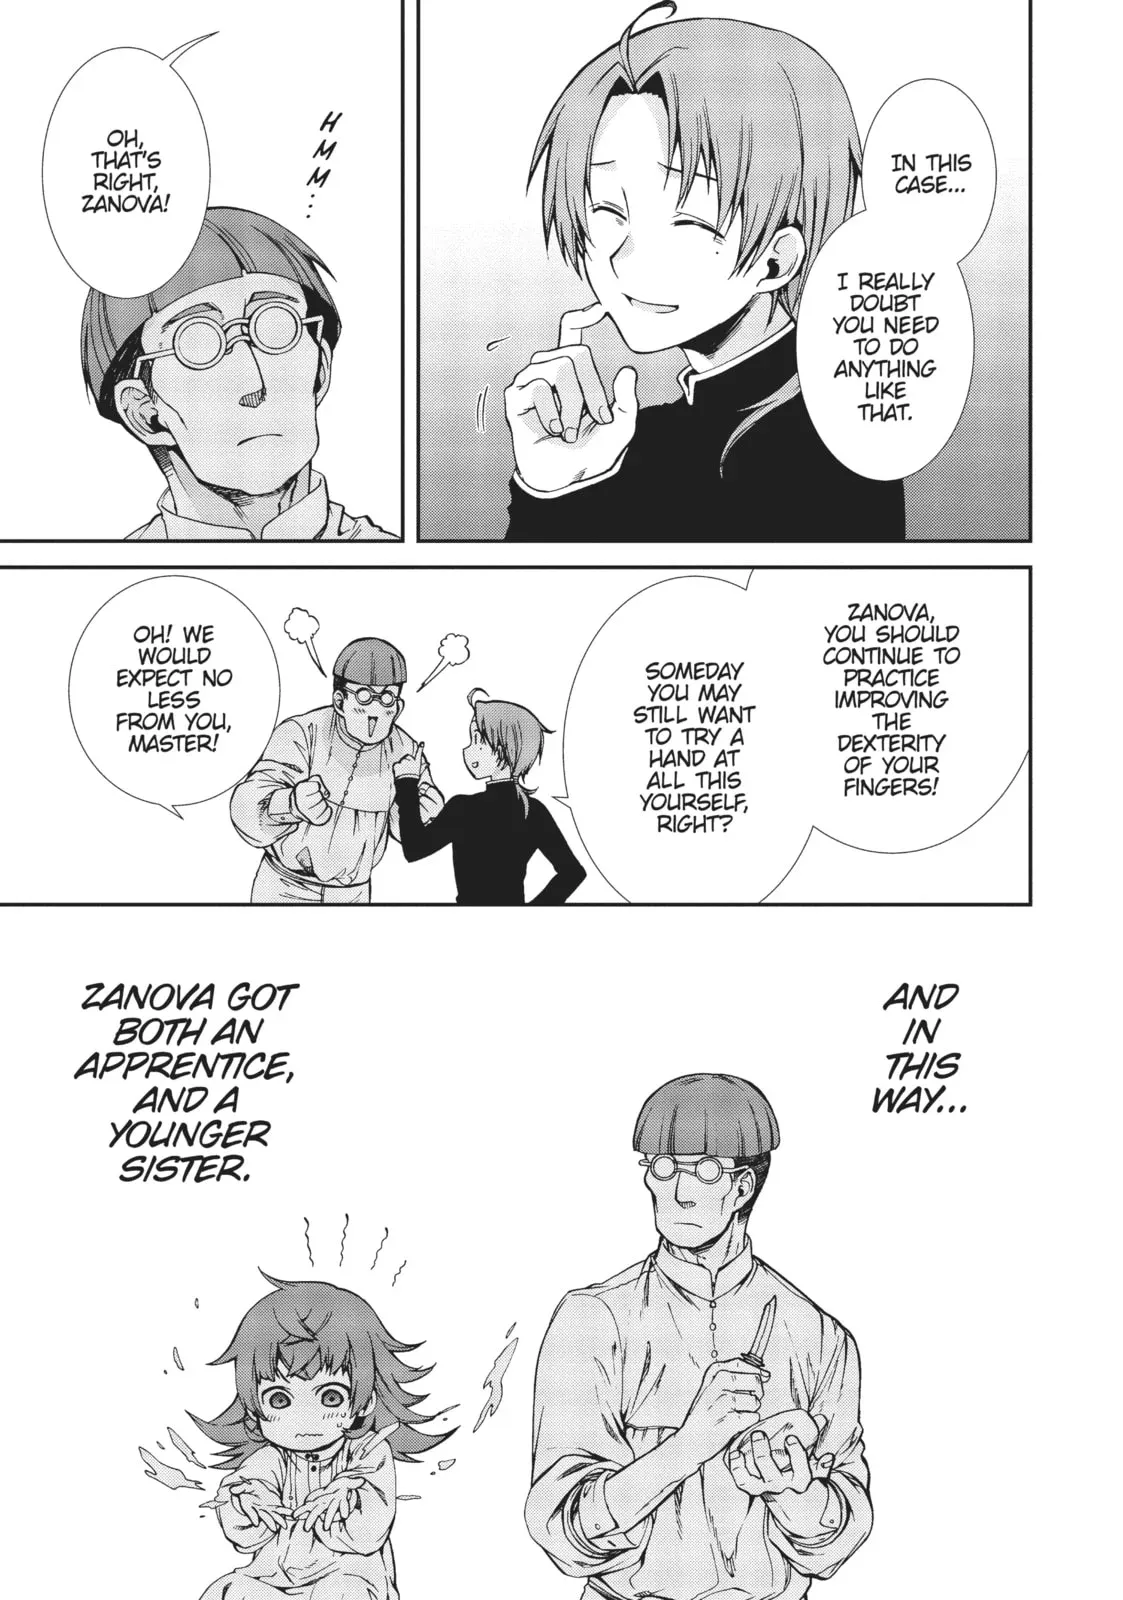 IN THIS
CASE...
I REALLY
DOUBT
YOU NEED
TO DO
ANYTHING
LIKE
THAT.
HMM...
OH,
THAT'S
RIGHT,
ZANOVA!
ZANOVA,
YOU SHOULD
CONTINUE TO
PRACTICE
IMPROVING
THE
DEXTERITY
OF YOUR
FINGERS!
SOMEDAY
YOU MAY
STILL WANT
TO TRY A
HAND AT
ALL THIS
YOURSELF,
RIGHT?
OH! WE
WOULD
EXPECT NO
LESS
FROM YOU,
MASTER!
AND
IN
THIS
WAY...
ZANOVA GOT
BOTH AN
APPRENTICE,
AND A
YOUNGER
SISTER.